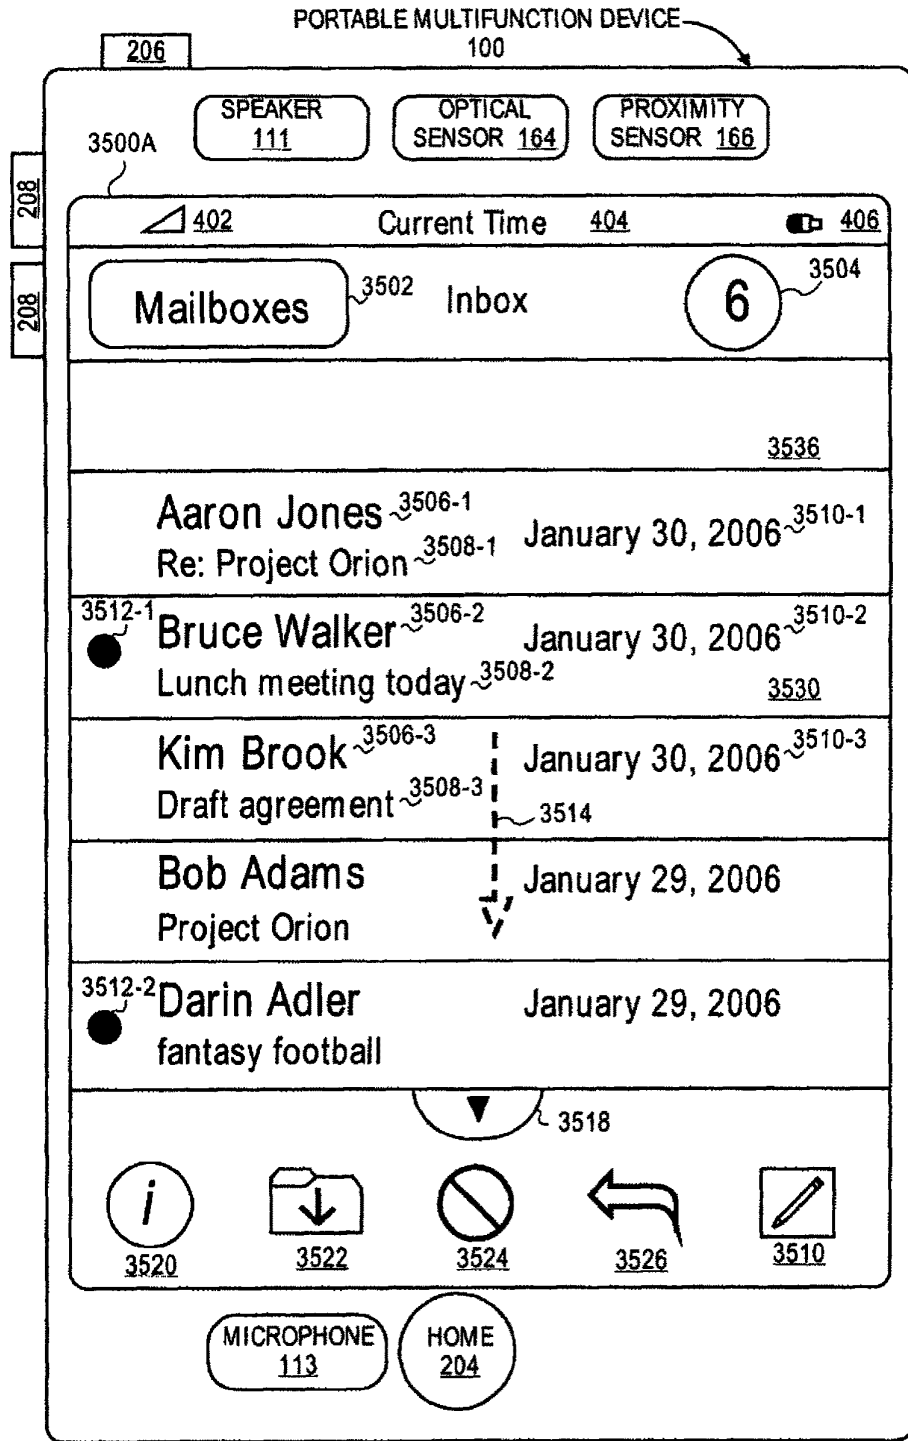 PORTABLE MULTIFUNCTION DEVICE
100
206
SPEAKER
111
OPTICAL
SENSOR 164
PROXIMITY
SENSOR 166
3500A
208
208
402
Current Time 404
406
Mailboxes
3502
Inbox
6
3504
3536
Aaron Jones 3506-1
Re: Project Orion 3508-1
January 30, 2006 3510-1
3512-1
Bruce Walker 3506-2
Lunch meeting today 3508-2
January 30, 2006 3510-2
3530
Kim Brook 3506-3
Draft agreement 3508-3
January 30, 2006 3510-3
3514
Bob Adams
Project Orion
January 29, 2006
3512-2
Darin Adler
fantasy football
January 29, 2006
3518
i
3520
3522
3524
3526
3510
MICROPHONE
113
HOME
204